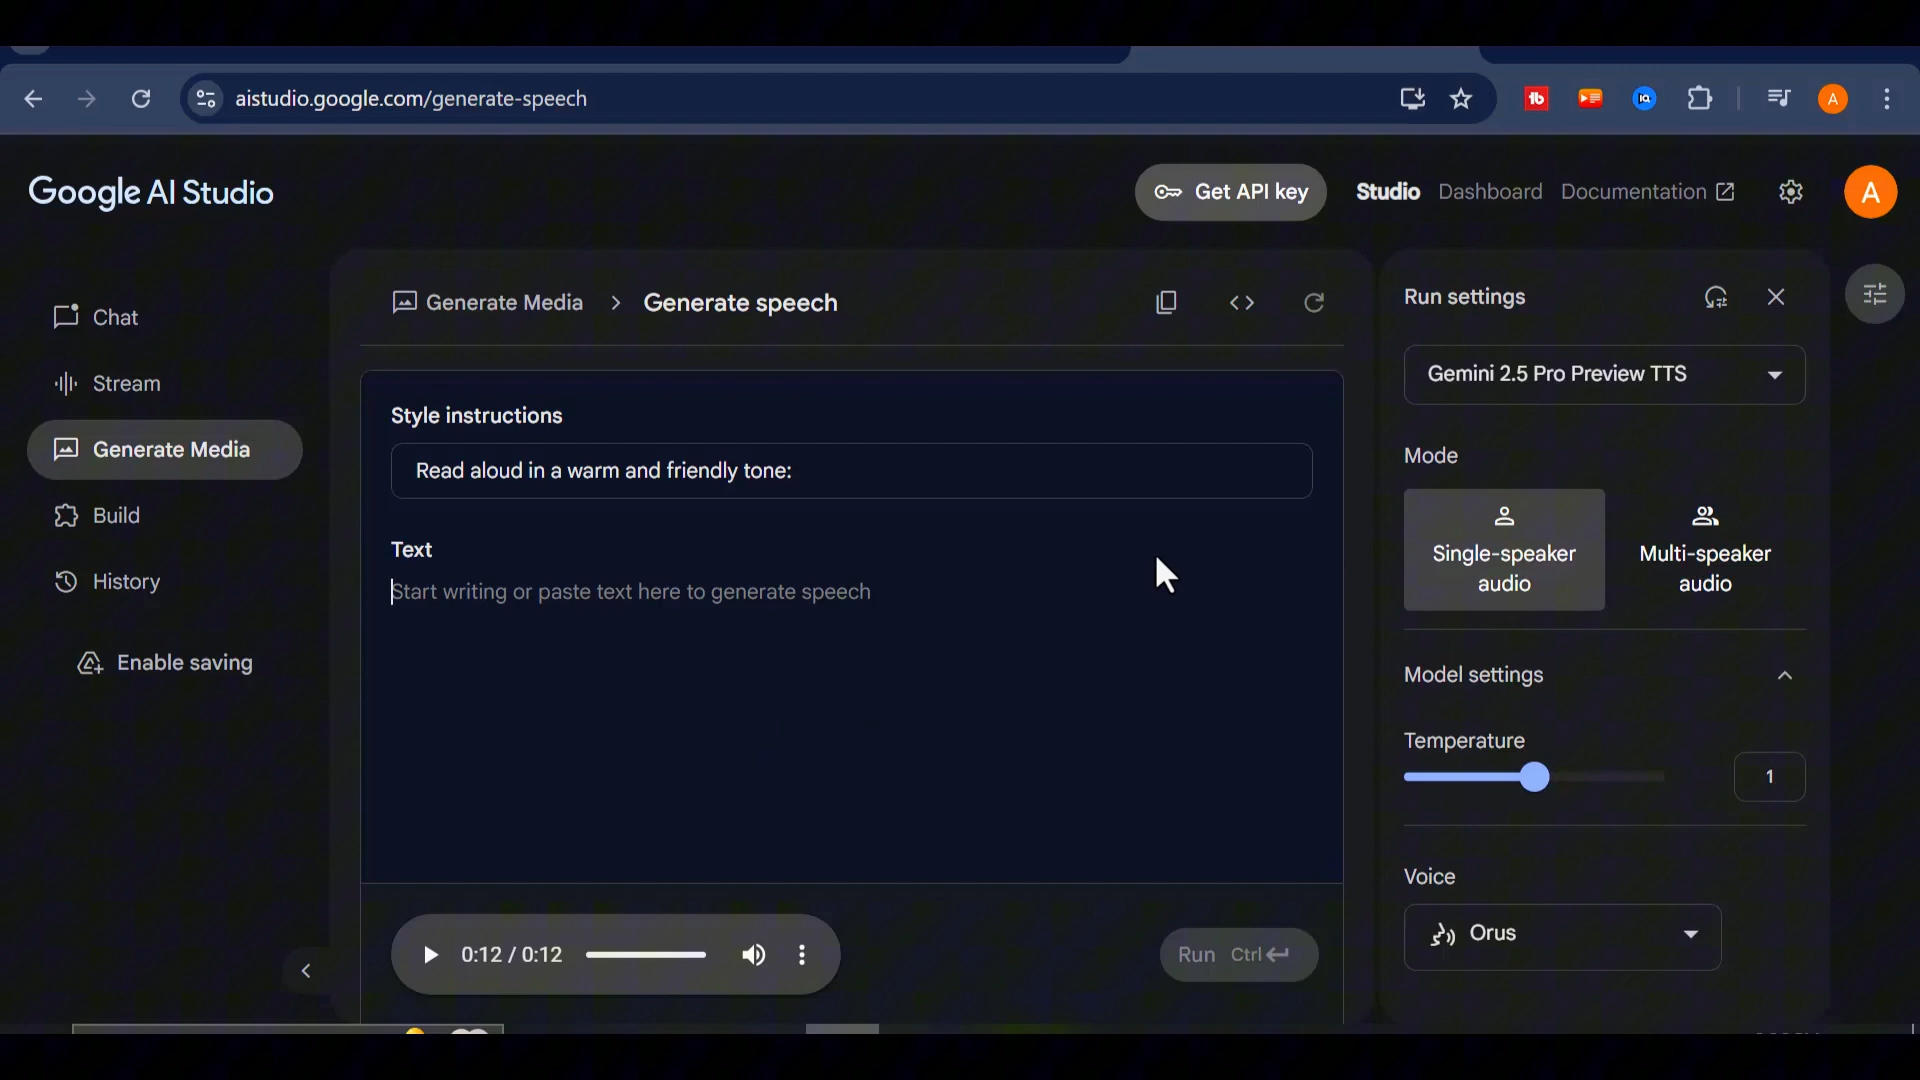 aistudio.google.com/generate-speech
tb
IQ
A
Google AI Studio
Get API key
Studio
Dashboard
Documentation
A
Chat
Stream
Generate Media
Build
History
Enable saving
Generate Media > Generate speech
Style instructions
Read aloud in a warm and friendly tone:
Text
Start writing or paste text here to generate speech
0:12 / 0:12
Run Ctrl
Run settings
Gemini 2.5 Pro Preview TTS
Mode
Single-speaker
audio
Multi-speaker
audio
Model settings
Temperature
1
Voice
Orus